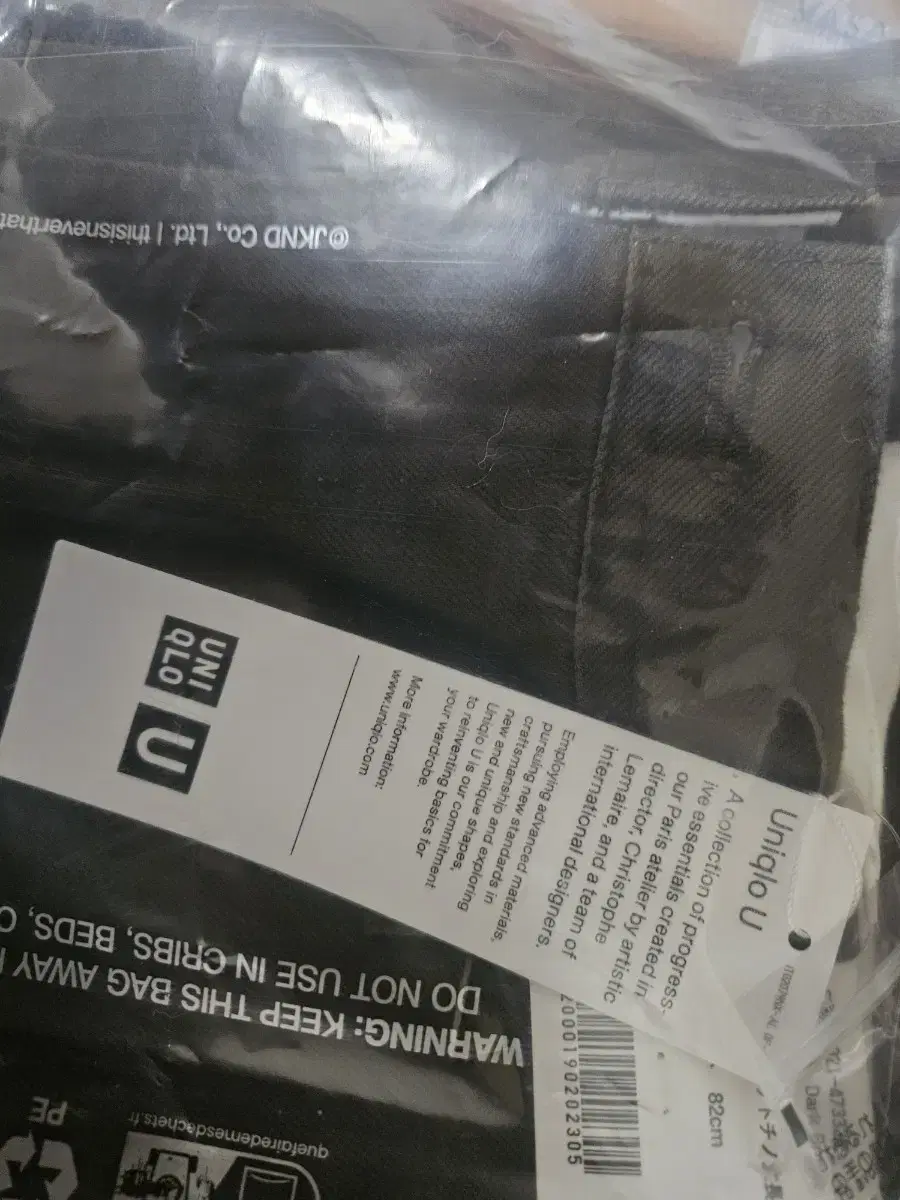 ©JKND Co., Ltd. | thisisneverthat
UNI
QLO
U
Uniqlo U
A collection of progress-
ive essentials created in
our Paris atelier by artistic
director, Christophe
Lemaire, and a team of
international designers.
Employing advanced materials,
pursuing new standards in
craftsmanship and exploring
new and unique shapes,
Uniqlo U is our commitment
to reinventing basics for
your wardrobe.
More information:
www.uniqlo.com
WARNING: KEEP THIS BAG AWAY
DO NOT USE IN CRIBS, BEDS,
quefairedemesdechets.fr
PE
2000190202305
82cm